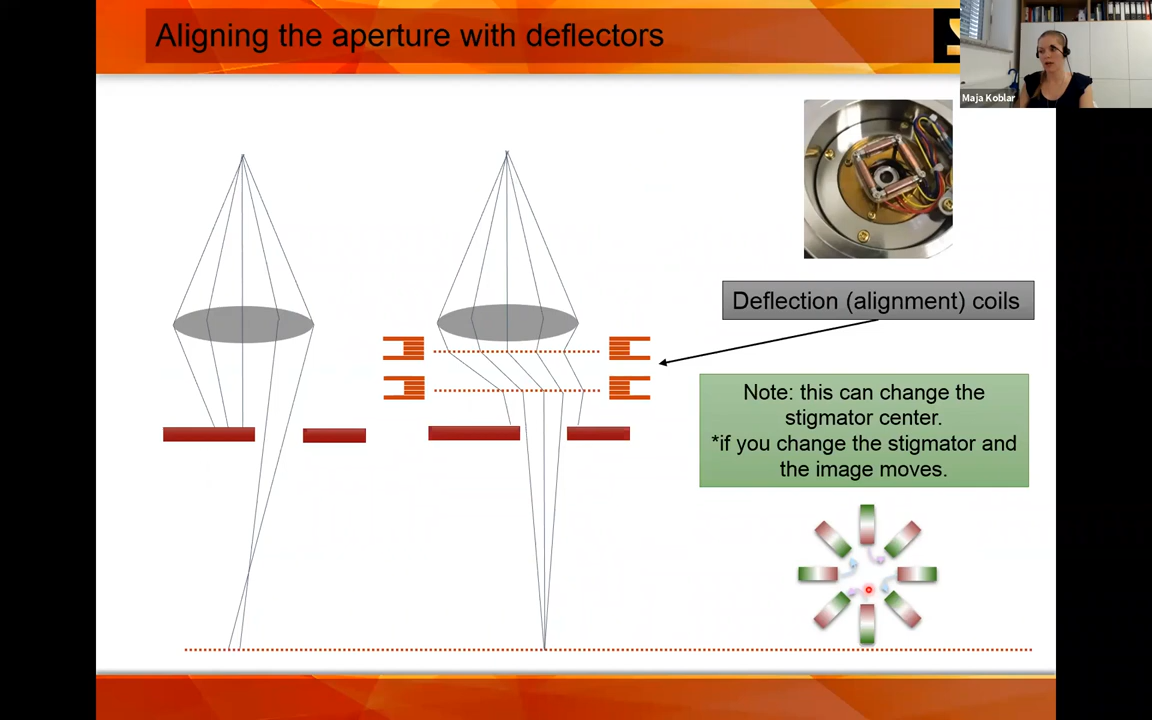 Aligning the aperture with deflectors
Maja Koblar
Deflection (alignment) coils
Note: this can change the
stigmator center.
*if you change the stigmator and
the image moves.